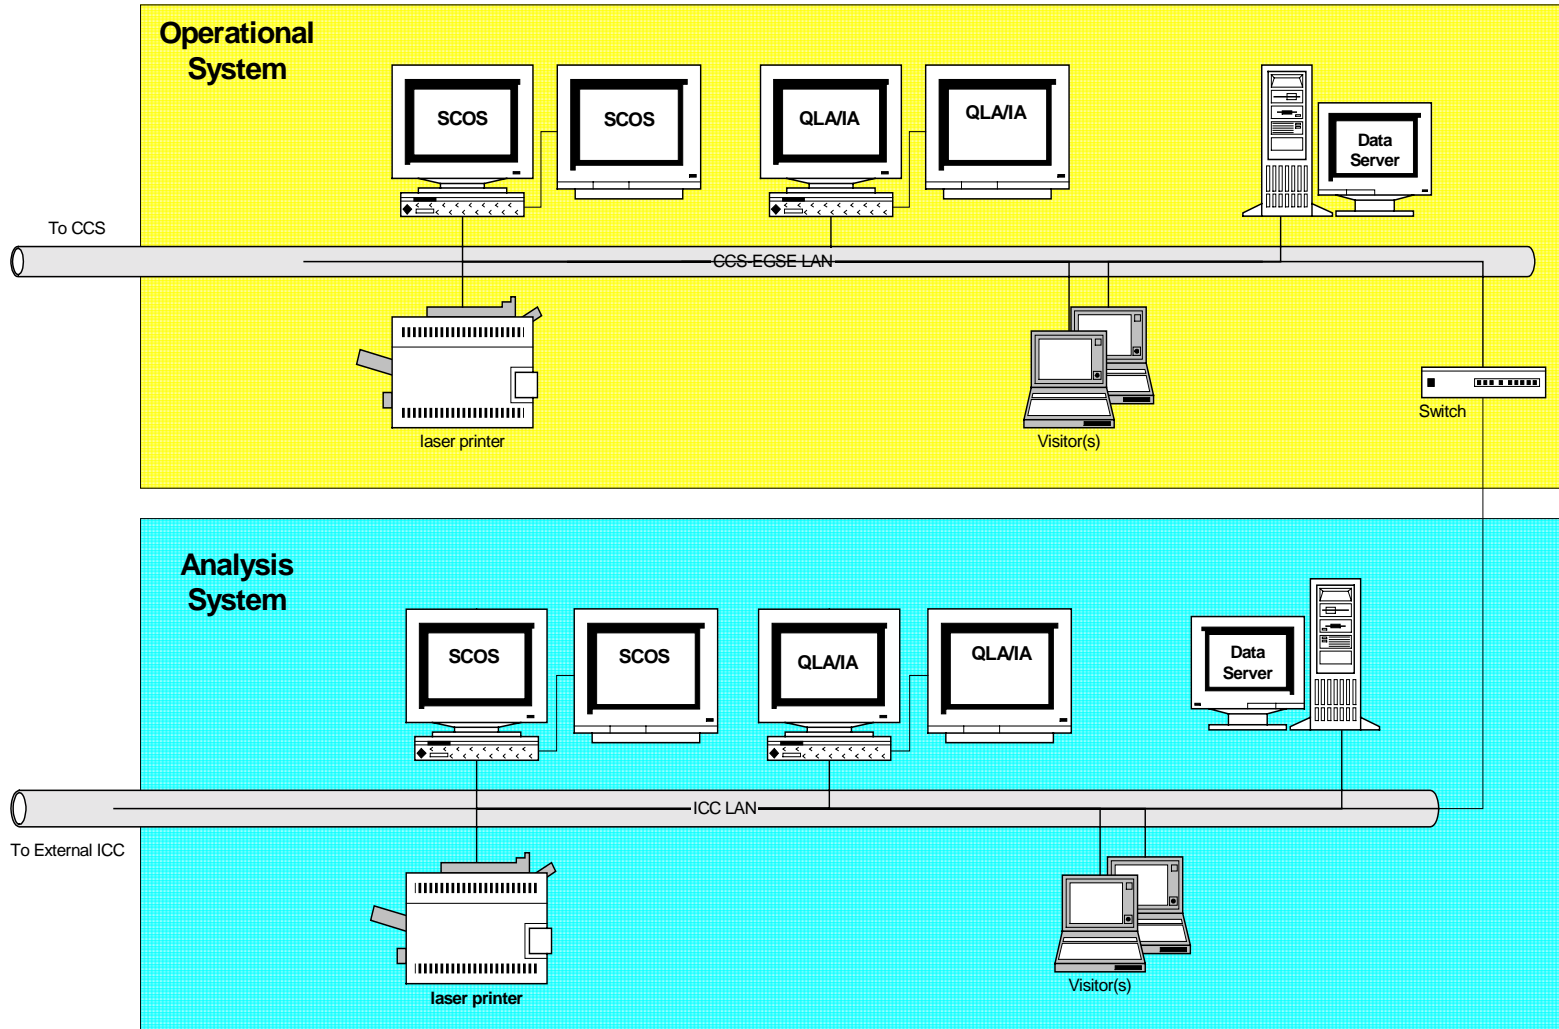 Operational
System
SCOS
SCOS
QLA/IA
QLA/IA
Data
Server
To CCS
CCS-EGSE LAN
Switch
laser printer
Visitor(s)
Analysis
System
SCOS
SCOS
QLA/IA
QLA/IA
Data
Server
ICC LAN
To External ICC
Visitor(s)
laser printer